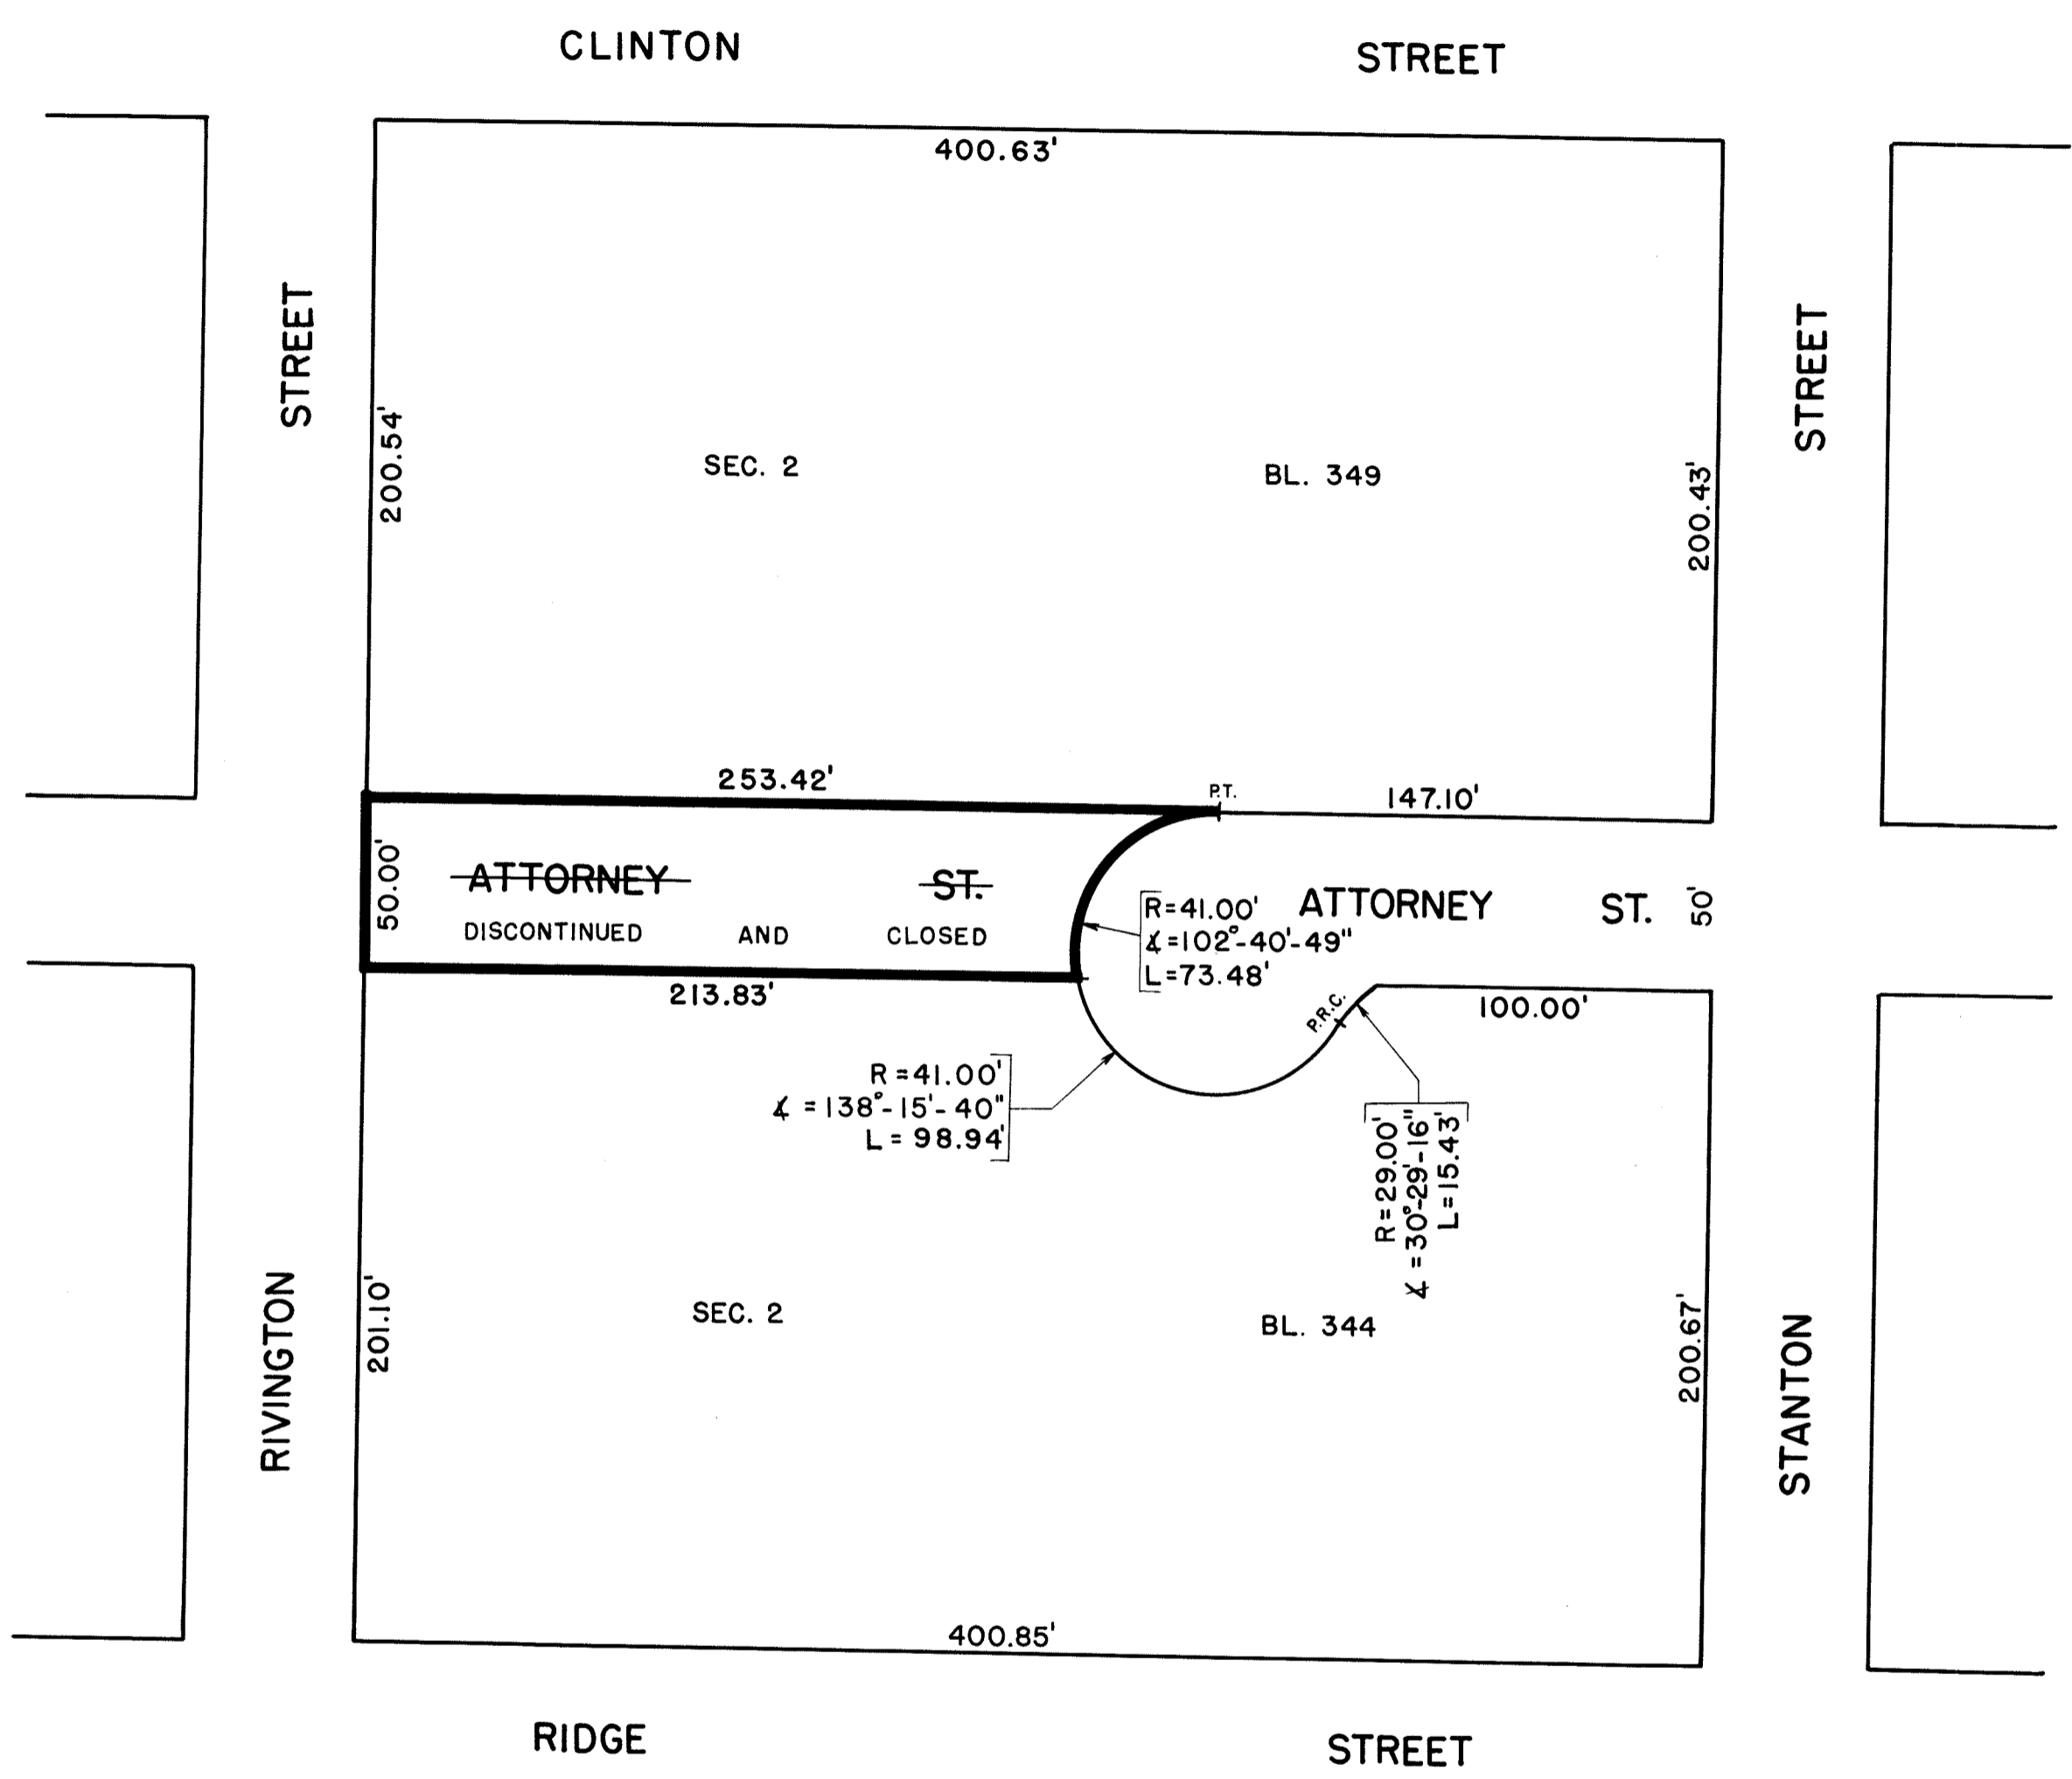 CLINTON STREET
400.63'
STREET
STREET
200.54'
SEC. 2 BL. 349
200.43'
253.42' P.T. 147.10'
50.00'
ATTORNEY ST.
DISCONTINUED AND CLOSED
R=41.00'
∡=102°-40'-49"
L=73.48'
ATTORNEY ST. 50'
213.83'
P.R.C.
100.00'
R=41.00'
∡=138°-15'-40"
L=98.94'
R=29.00'
∡=30°-29'-16"
L=15.43'
RIVINGTON
201.10'
SEC. 2 BL. 344
200.67'
STANTON
400.85'
RIDGE STREET